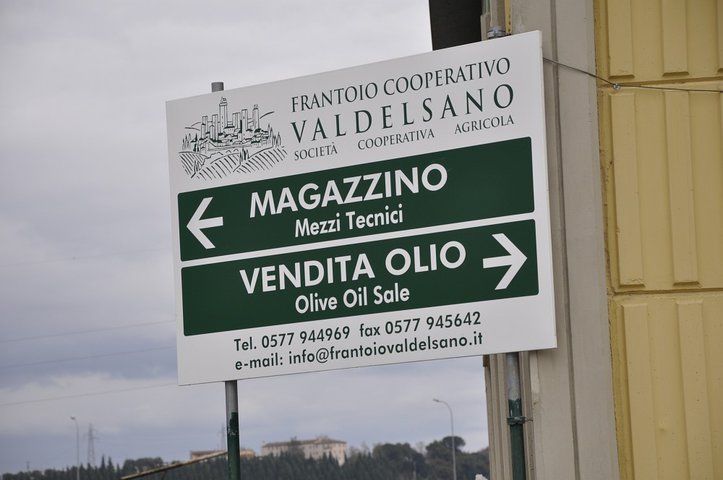 FRANTOIO COOPERATIVO
VALDELSANO
SOCIETÀ COOPERATIVA AGRICOLA
MAGAZZINO
Mezzi Tecnici
VENDITA OLIO
Olive Oil Sale
Tel. 0577 944969 fax 0577 945642
e-mail: info@frantoiovaldelsano.it